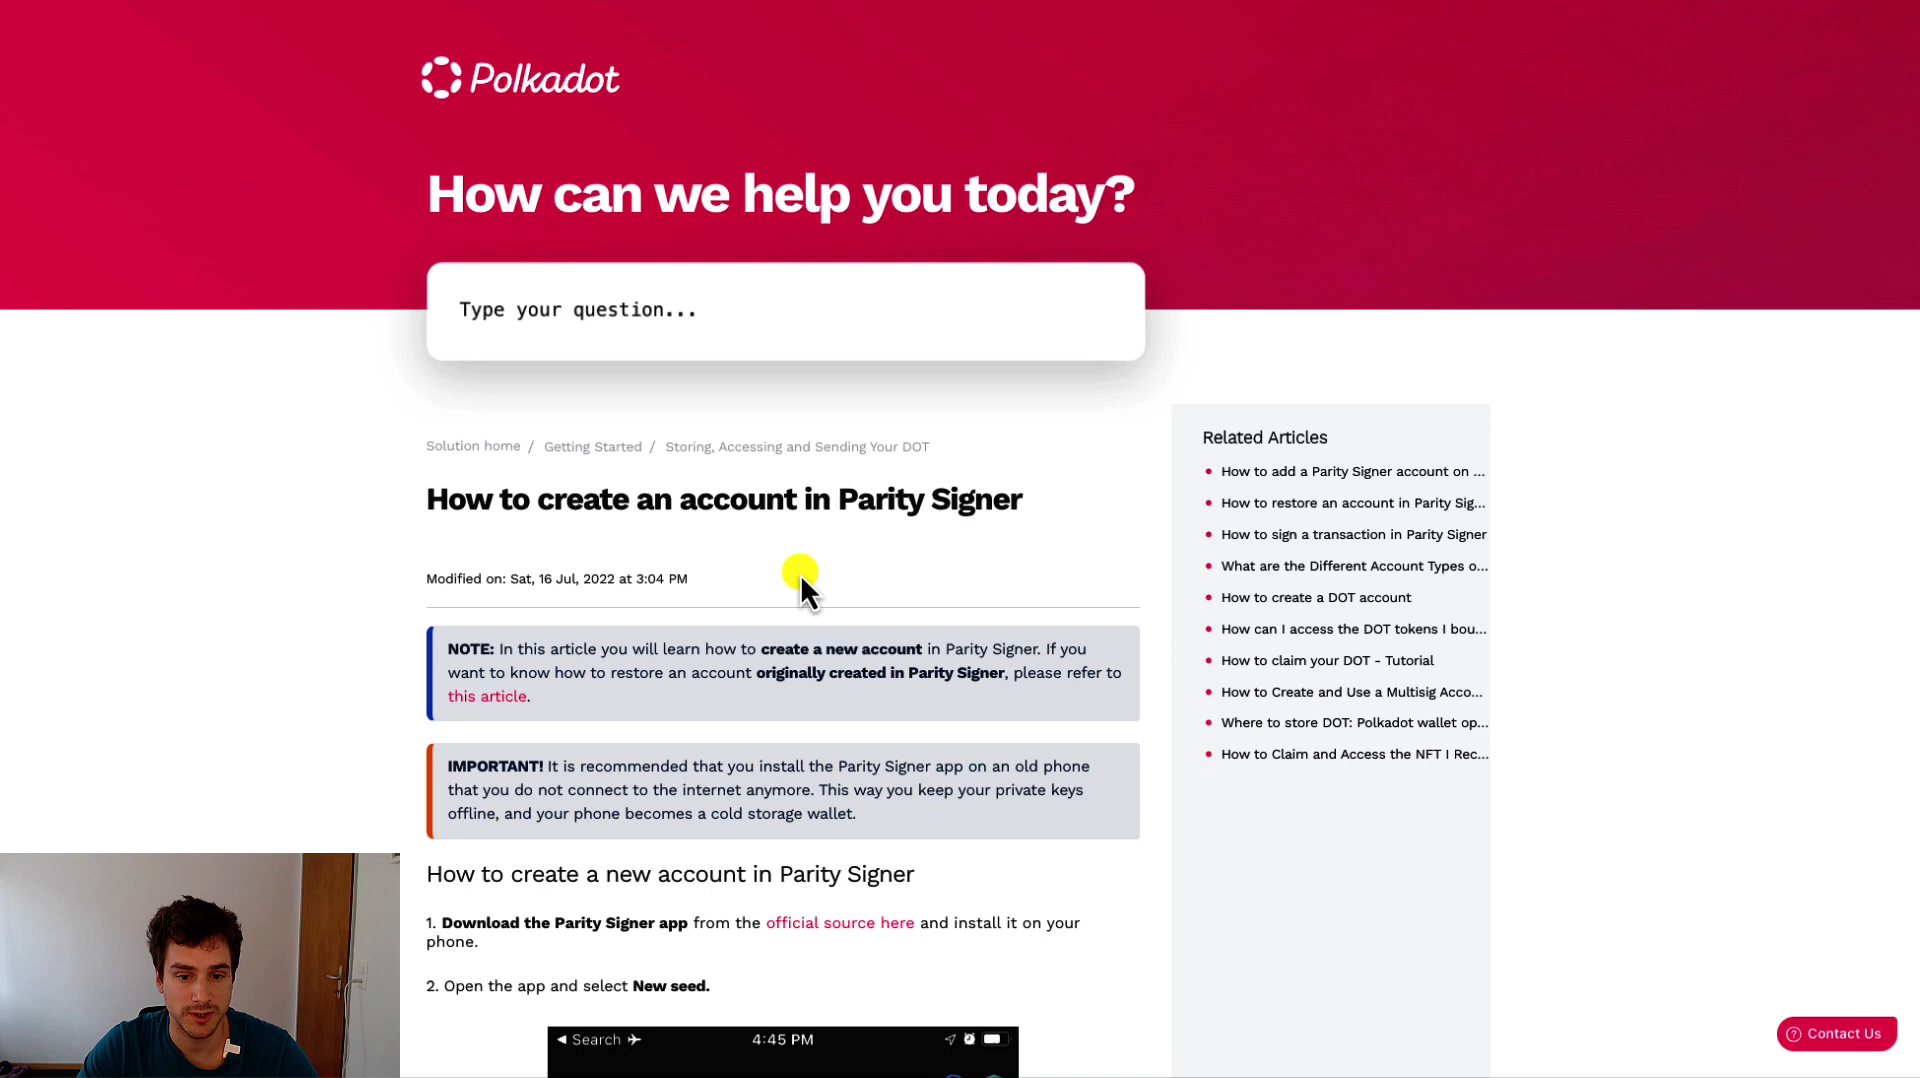 Polkadot
How can we help you today?
Type your question...
Solution home / Getting Started / Storing, Accessing and Sending Your DOT
How to create an account in Parity Signer
Modified on: Sat, 16 Jul, 2022 at 3:04 PM
NOTE: In this article you will learn how to create a new account in Parity Signer. If you
want to know how to restore an account originally created in Parity Signer, please refer to
this article.
IMPORTANT! It is recommended that you install the Parity Signer app on an old phone
that you do not connect to the internet anymore. This way you keep your private keys
offline, and your phone becomes a cold storage wallet.
How to create a new account in Parity Signer
1. Download the Parity Signer app from the official source here and install it on your
phone.
2. Open the app and select New seed.
Search
4:45 PM
Related Articles
How to add a Parity Signer account on ...
How to restore an account in Parity Sig...
How to sign a transaction in Parity Signer
What are the Different Account Types o...
How to create a DOT account
How can I access the DOT tokens I bou...
How to claim your DOT - Tutorial
How to Create and Use a Multisig Acco...
Where to store DOT: Polkadot wallet op...
How to Claim and Access the NFT I Rec...
Contact Us